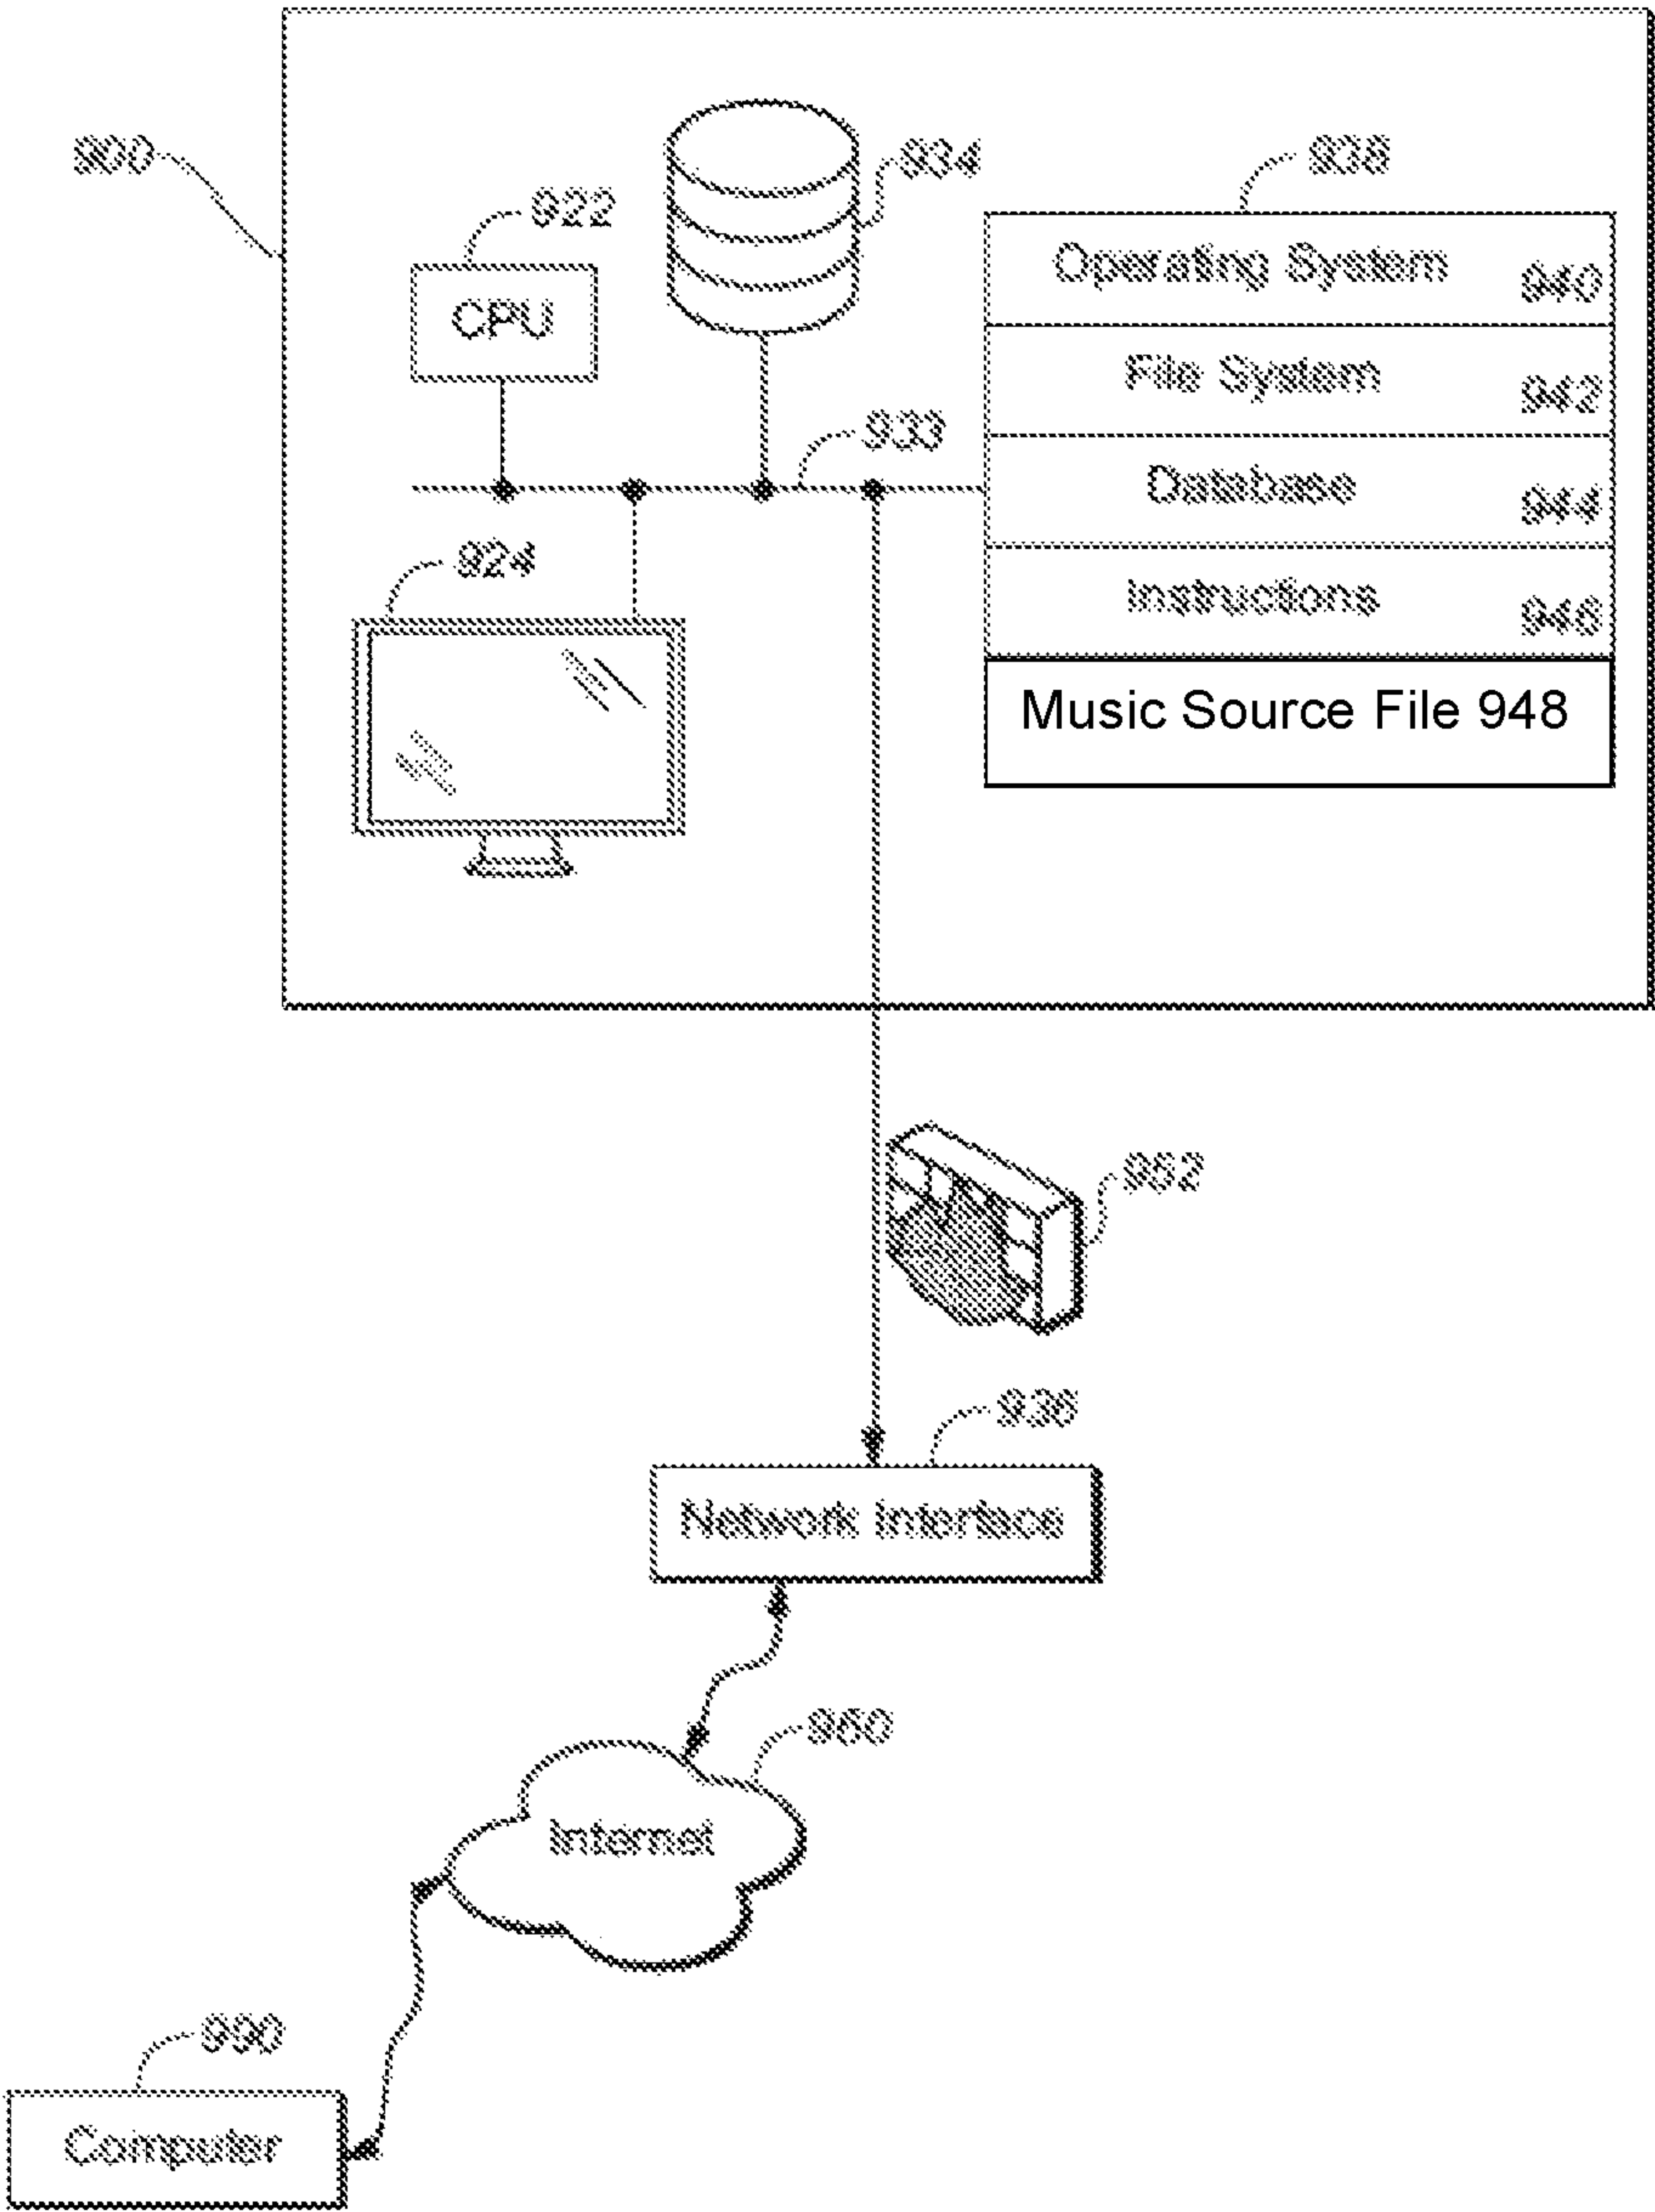 900
922
CPU
934
938
Operating System 940
File System 942
933
Database 944
924
Instructions 946
Music Source File 948
952
936
Network Interface
960
Internet
990
Computer